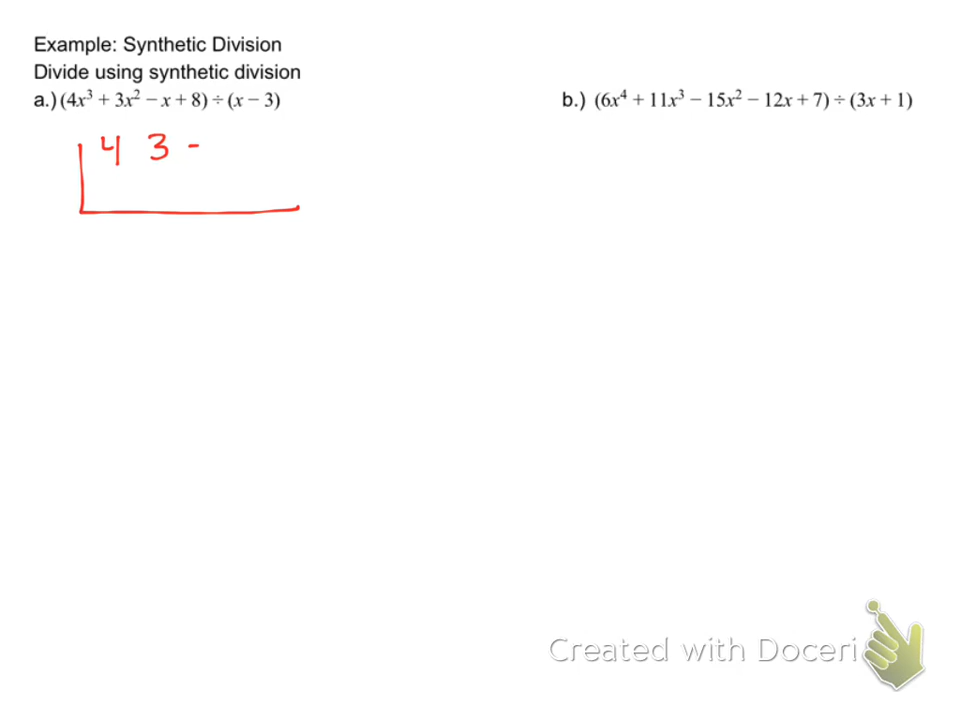 Example: Synthetic Division
Divide using synthetic division
a.) (4x³ + 3x² − x + 8) ÷ (x − 3)
b.) (6x⁴ + 11x³ − 15x² − 12x + 7) ÷ (3x + 1)
4 3 -
Created with Doceri